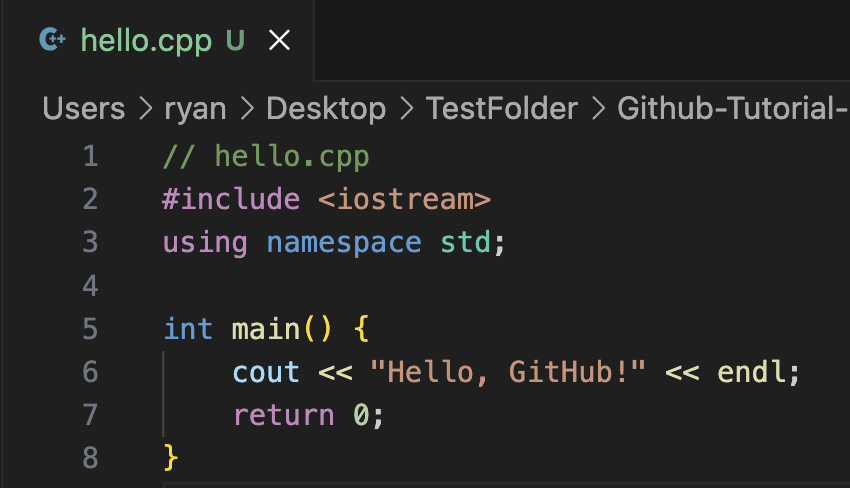 hello.cpp U
Users > ryan > Desktop > TestFolder > Github-Tutorial-
1 // hello.cpp
2 #include <iostream>
3 using namespace std;
4
5 int main() {
6     cout << "Hello, GitHub!" << endl;
7     return 0;
8 }